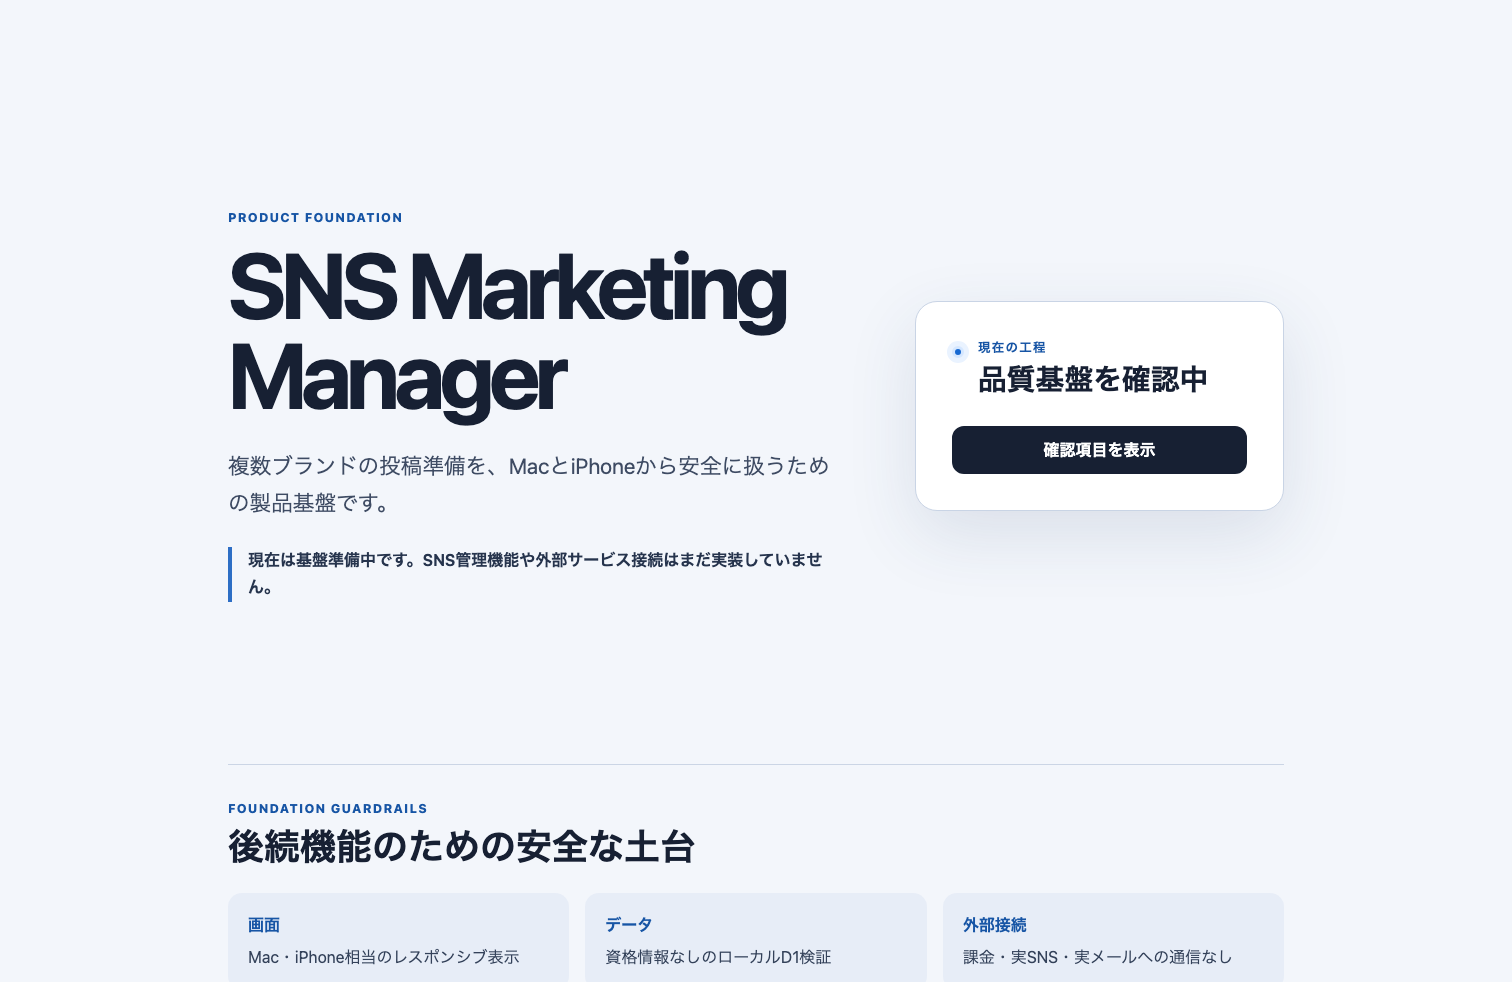 PRODUCT FOUNDATION
SNS Marketing
Manager
複数ブランドの投稿準備を、MacとiPhoneから安全に扱うため
の製品基盤です。
現在は基盤準備中です。SNS管理機能や外部サービス接続はまだ実装していませ
ん。
現在の工程
品質基盤を確認中
確認項目を表示
FOUNDATION GUARDRAILS
後続機能のための安全な土台
画面
Mac・iPhone相当のレスポンシブ表示
データ
資格情報なしのローカルD1検証
外部接続
課金・実SNS・実メールへの通信なし